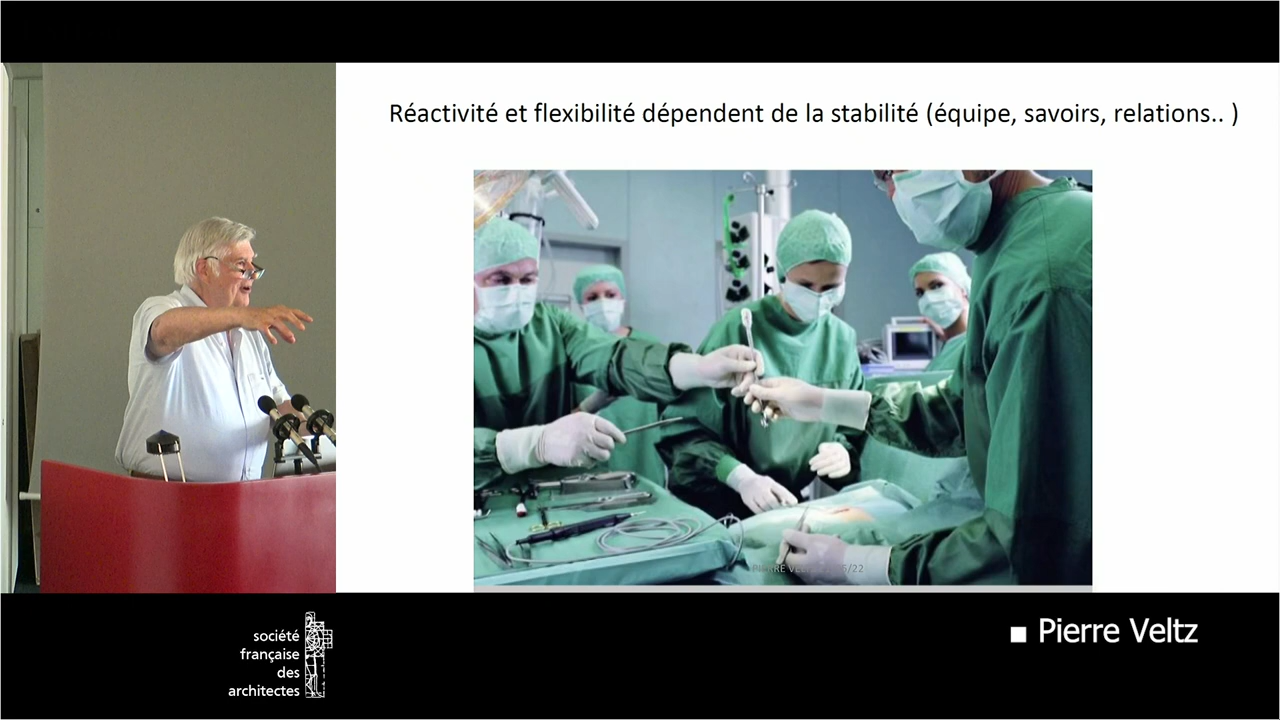 Réactivité et flexibilité dépendent de la stabilité (équipe, savoirs, relations.. )
société
française
des
architectes
■ Pierre Veltz